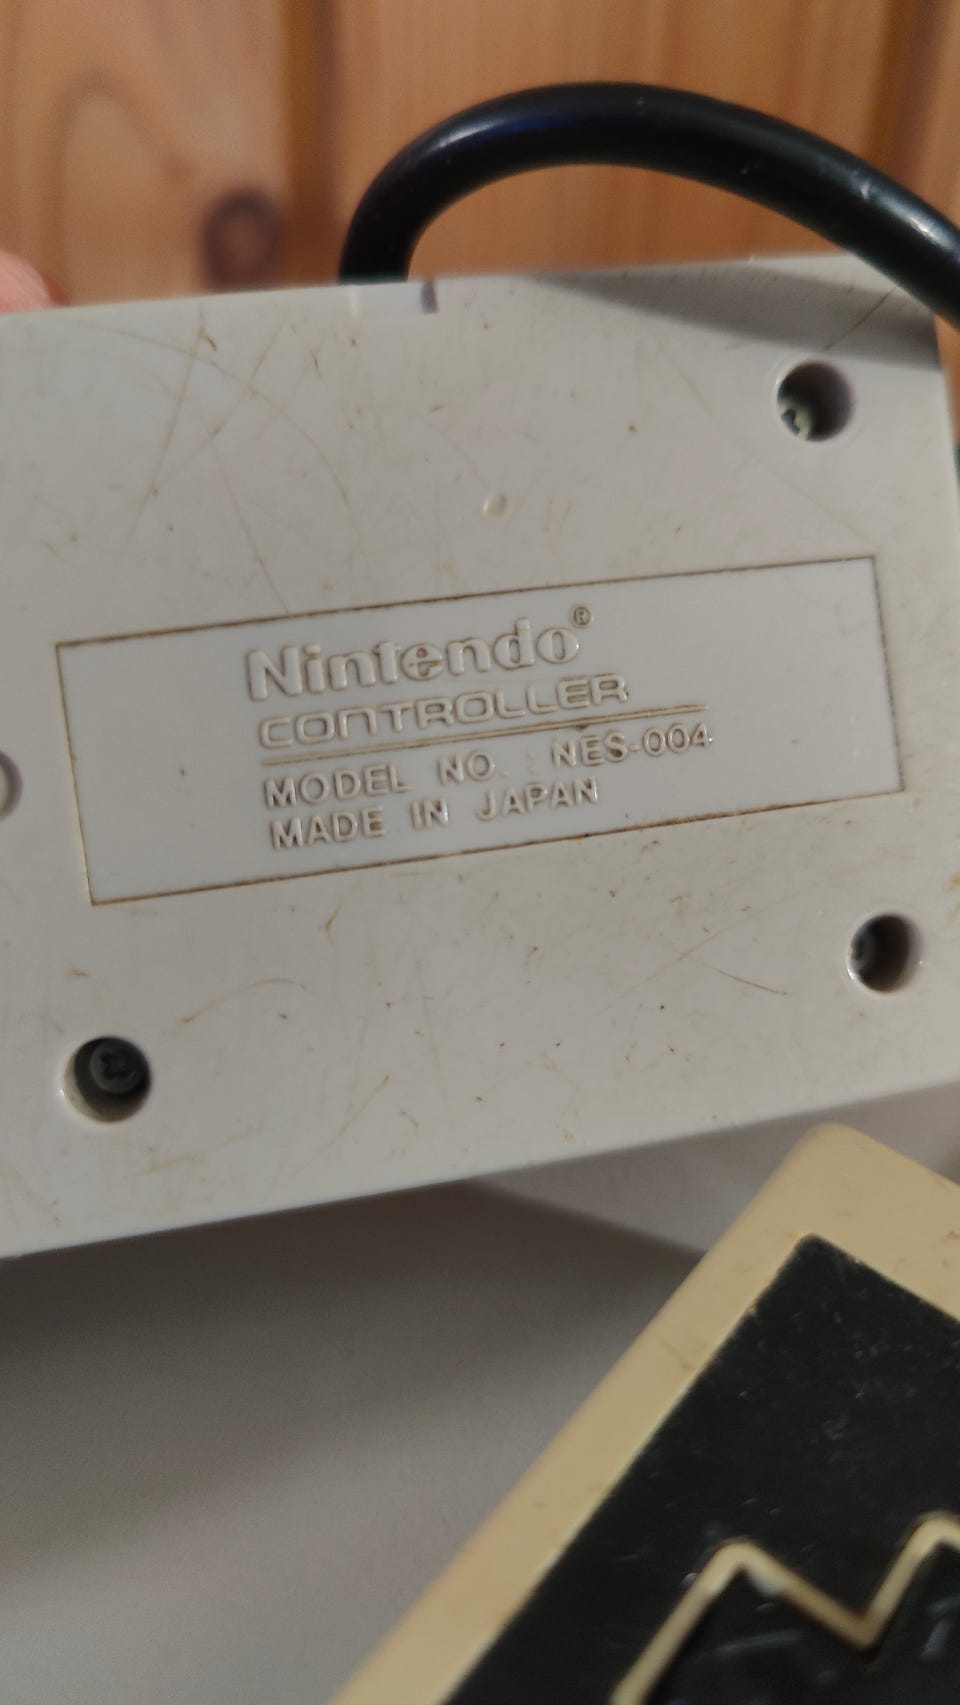 Nintendo®
CONTROLLER
MODEL NO. NES-004
MADE IN JAPAN